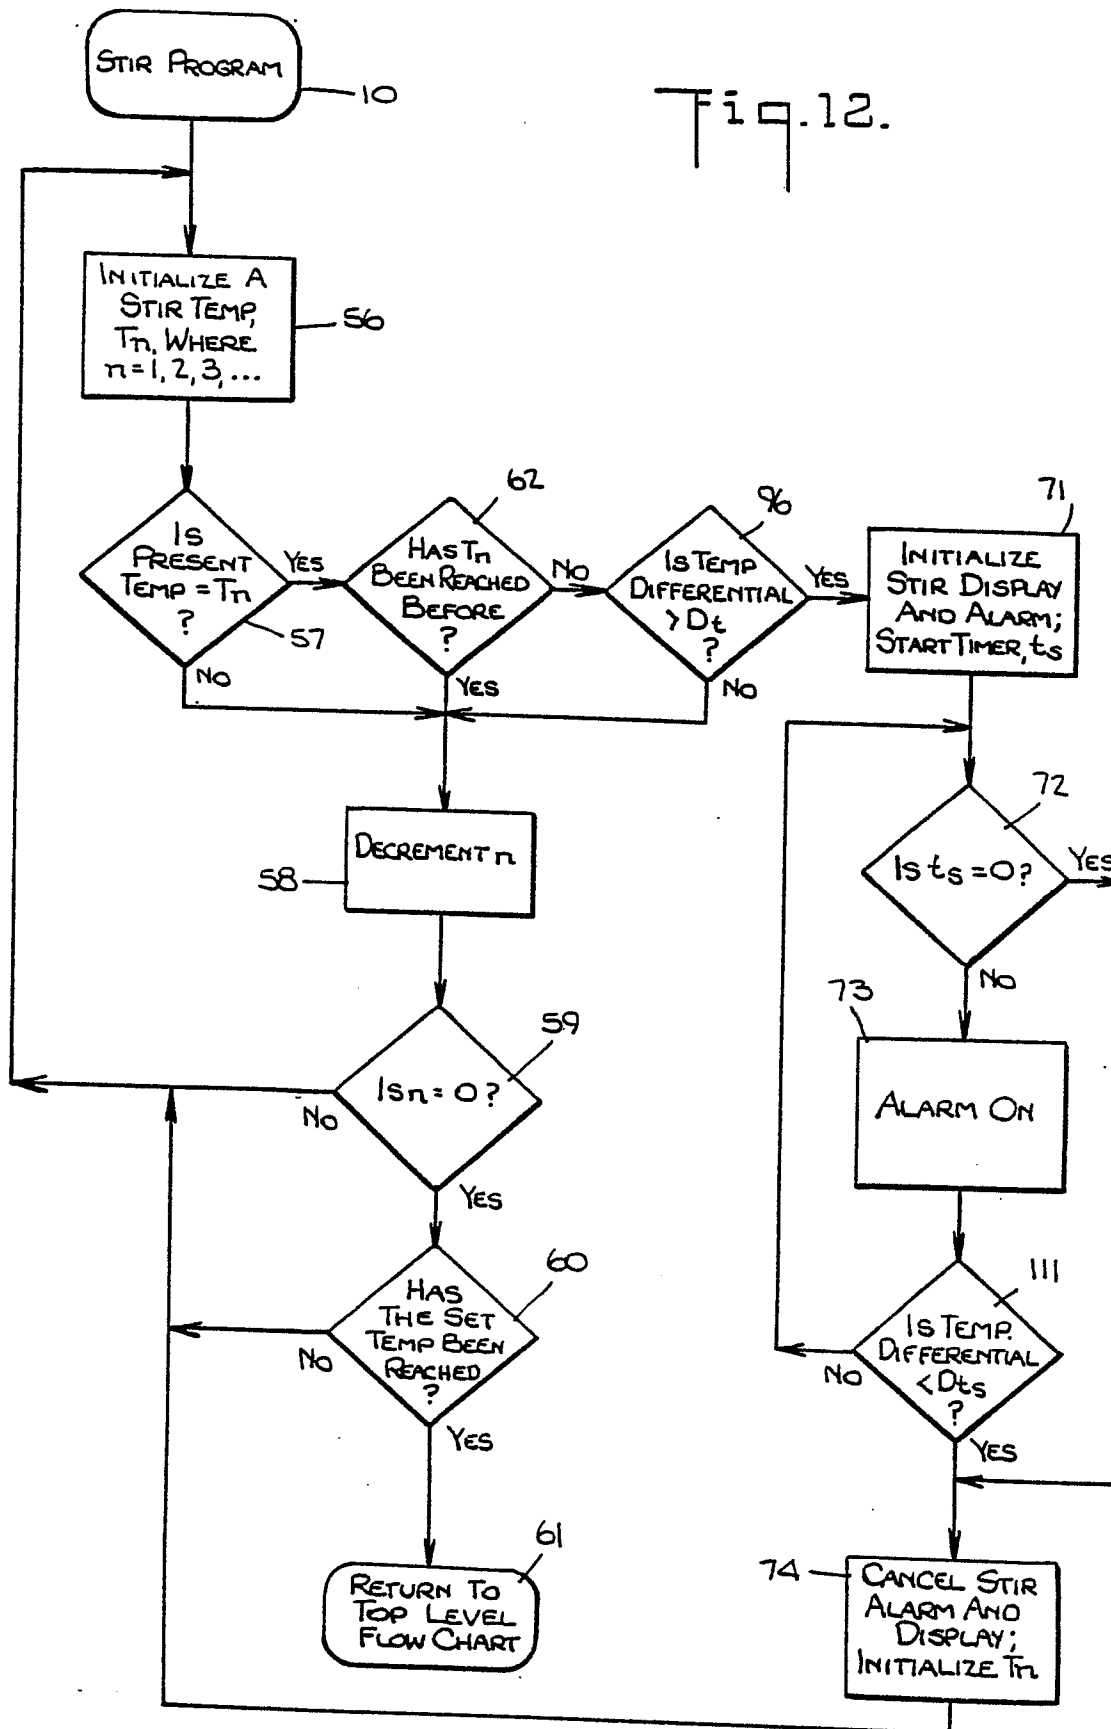 STIR PROGRAM
10
Fig.12.
INITIALIZE A
STIR TEMP,
Tn, WHERE
n=1, 2, 3, ...
56
IS
PRESENT
TEMP = Tn
?
57
YES
NO
62
HAS Tn
BEEN REACHED
BEFORE
?
NO
YES
96
IS TEMP
DIFFERENTIAL
> Dt
?
YES
NO
71
INITIALIZE
STIR DISPLAY
AND ALARM;
START TIMER, ts
72
IS ts = 0?
YES
NO
DECREMENT n
58
59
IS n = 0?
NO
YES
73
ALARM ON
60
HAS
THE SET
TEMP BEEN
REACHED
?
NO
YES
111
IS TEMP.
DIFFERENTIAL
< Dts
?
NO
YES
61
RETURN TO
TOP LEVEL
FLOW CHART
74
CANCEL STIR
ALARM AND
DISPLAY;
INITIALIZE Tn